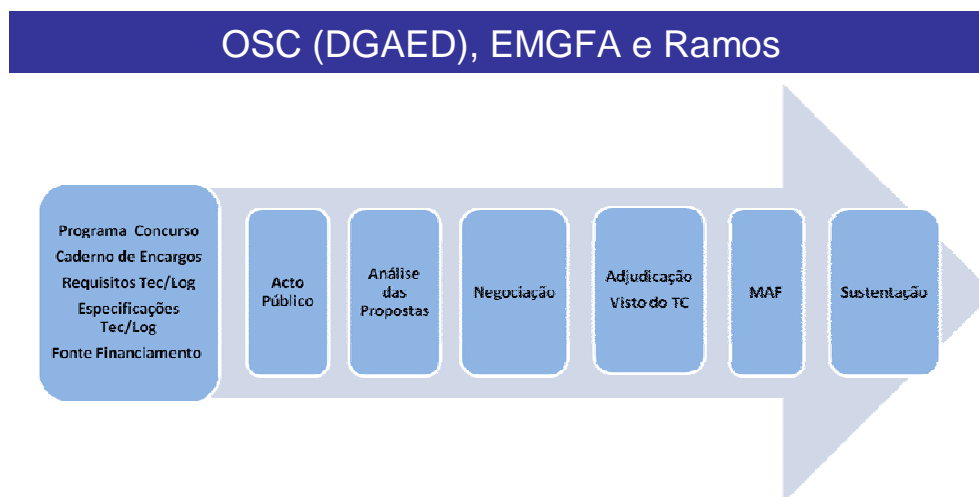 OSC (DGAED), EMGFA e Ramos
Programa Concurso
Caderno de Encargos
Requisitos Tec/Log
Especificações
Tec/Log
Fonte Financiamento
Acto
Público
Análise
das
Propostas
Negociação
Adjudicação
Visto do TC
MAF
Sustentação